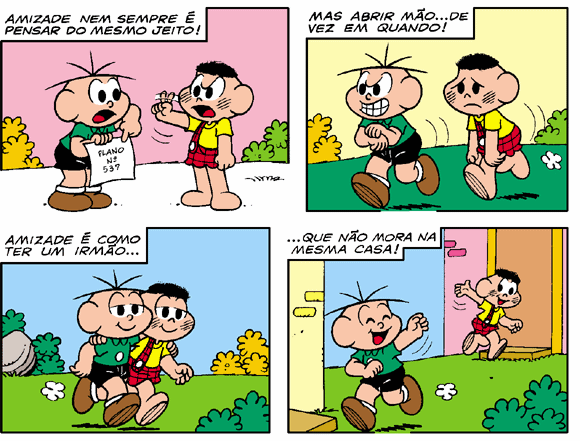 AMIZADE NEM SEMPRE É
PENSAR DO MESMO JEITO!
PLANO
Nº
537
MAS ABRIR MÃO...DE
VEZ EM QUANDO!
AMIZADE É COMO
TER UM IRMÃO...
...QUE NÃO MORA NA
MESMA CASA!